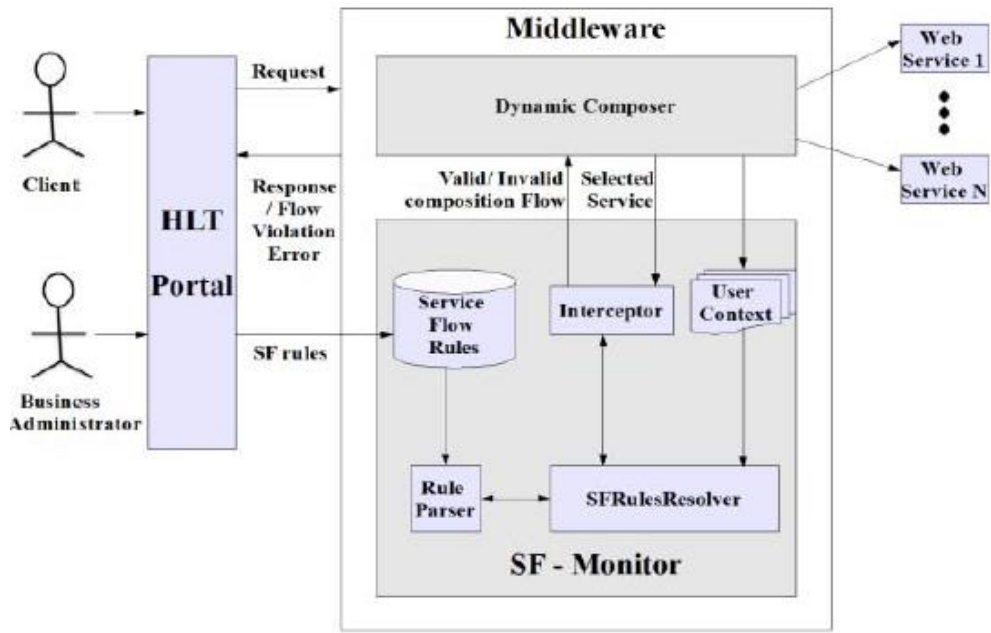 Middleware
Web
Service 1
Request
Dynamic Composer
Client
Response
/ Flow
Violation
Error
Valid/ Invalid
composition Flow
Selected
Service
Web
Service N
HLT
Portal
Service
Flow
Rules
Interceptor
User
Context
SF rules
Business
Administrator
Rule
Parser
SFRulesResolver
SF - Monitor